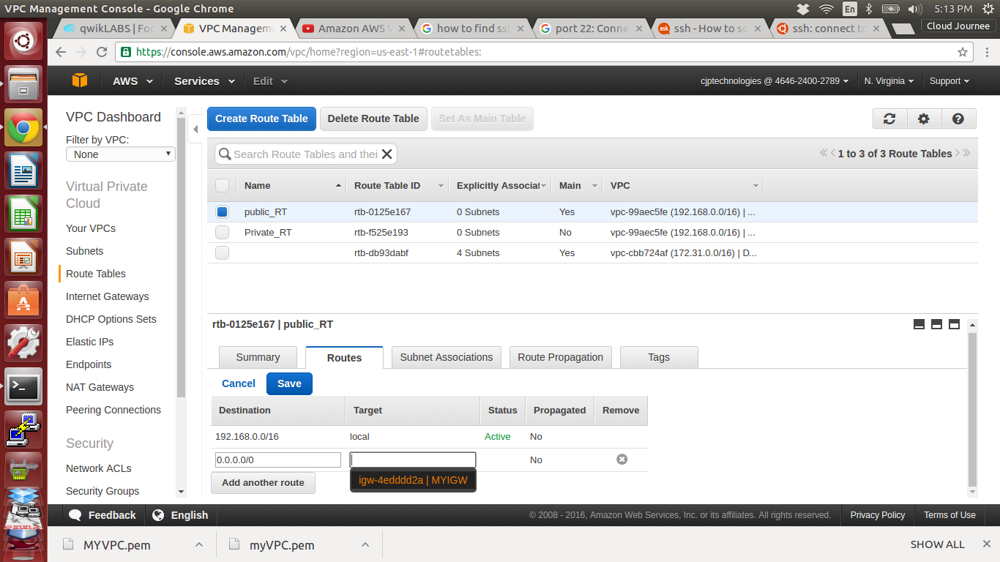 VPC Management Console - Google Chrome
En
5:13 PM
qwikLABS | Foc
VPC Managem
Amazon AWS V
how to find ssh
port 22: Conne
ssh - How to so
ssh: connect to
Cloud Journee
https://console.aws.amazon.com/vpc/home?region=us-east-1#routetables:
AWS
Services
Edit
cjptechnologies @ 4646-2400-2789
N. Virginia
Support
VPC Dashboard
Filter by VPC:
None
Virtual Private
Cloud
Your VPCs
Subnets
Route Tables
Internet Gateways
DHCP Options Sets
Elastic IPs
Endpoints
NAT Gateways
Peering Connections
Security
Network ACLs
Security Groups
Create Route Table
Delete Route Table
Set As Main Table
Search Route Tables and thei
1 to 3 of 3 Route Tables
Name Route Table ID Explicitly Associat Main VPC
public_RT rtb-0125e167 0 Subnets Yes vpc-99aec5fe (192.168.0.0/16) | ...
Private_RT rtb-f525e193 0 Subnets No vpc-99aec5fe (192.168.0.0/16) | ...
rtb-db93dabf 4 Subnets Yes vpc-cbb724af (172.31.0.0/16) | D...
rtb-0125e167 | public_RT
Summary
Routes
Subnet Associations
Route Propagation
Tags
Cancel
Save
Destination Target Status Propagated Remove
192.168.0.0/16 local Active No
0.0.0.0/0 No
igw-4edddd2a | MYIGW
Add another route
Feedback
English
© 2008 - 2016, Amazon Web Services, Inc. or its affiliates. All rights reserved.
Privacy Policy
Terms of Use
MYVPC.pem
myVPC.pem
SHOW ALL